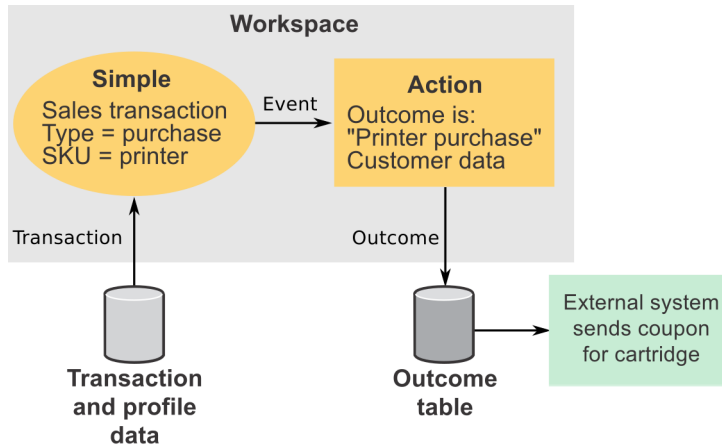 Workspace
Simple
Sales transaction
Type = purchase
SKU = printer
Event
Action
Outcome is:
"Printer purchase"
Customer data
Transaction
Outcome
Transaction
and profile
data
Outcome
table
External system
sends coupon
for cartridge